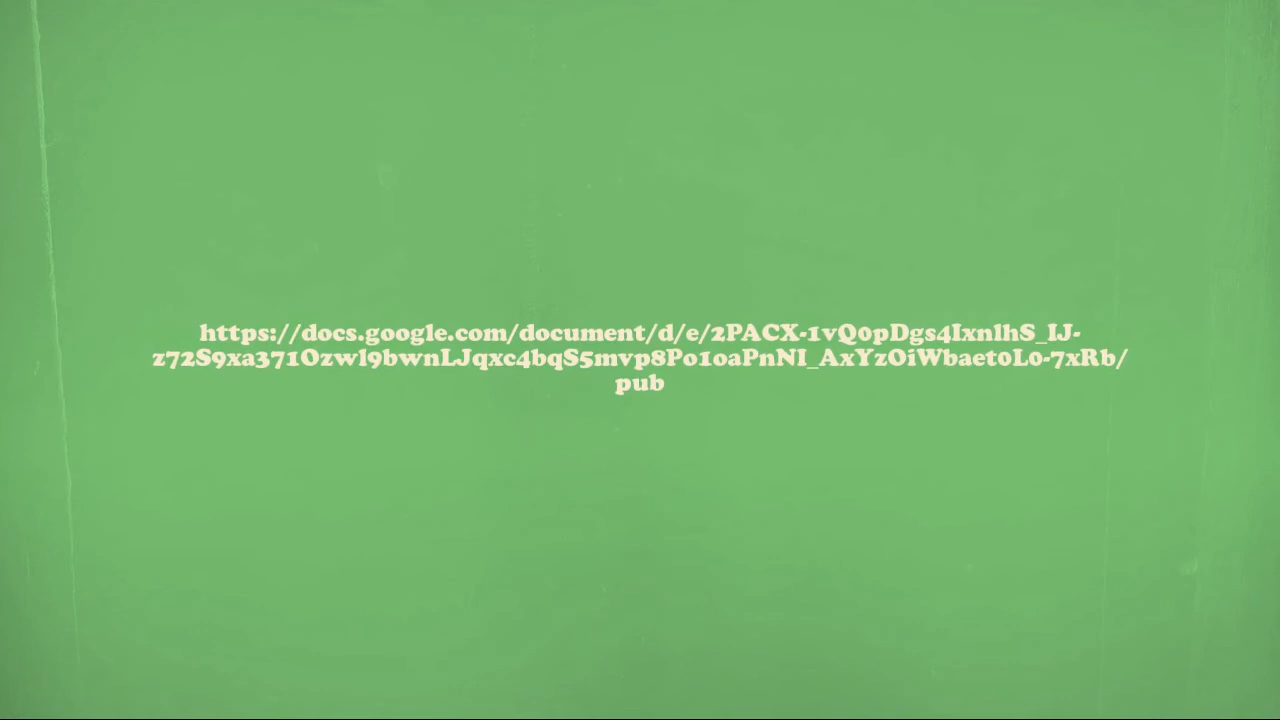 https://docs.google.com/document/d/e/2PACX-1vQ0pDgs4IxnlhS_IJ-
z72S9xa371Ozwl9bwnLJqxc4bqS5mvp8Po1oaPnNI_AxYzOiWbaet0L0-7xRb/
pub